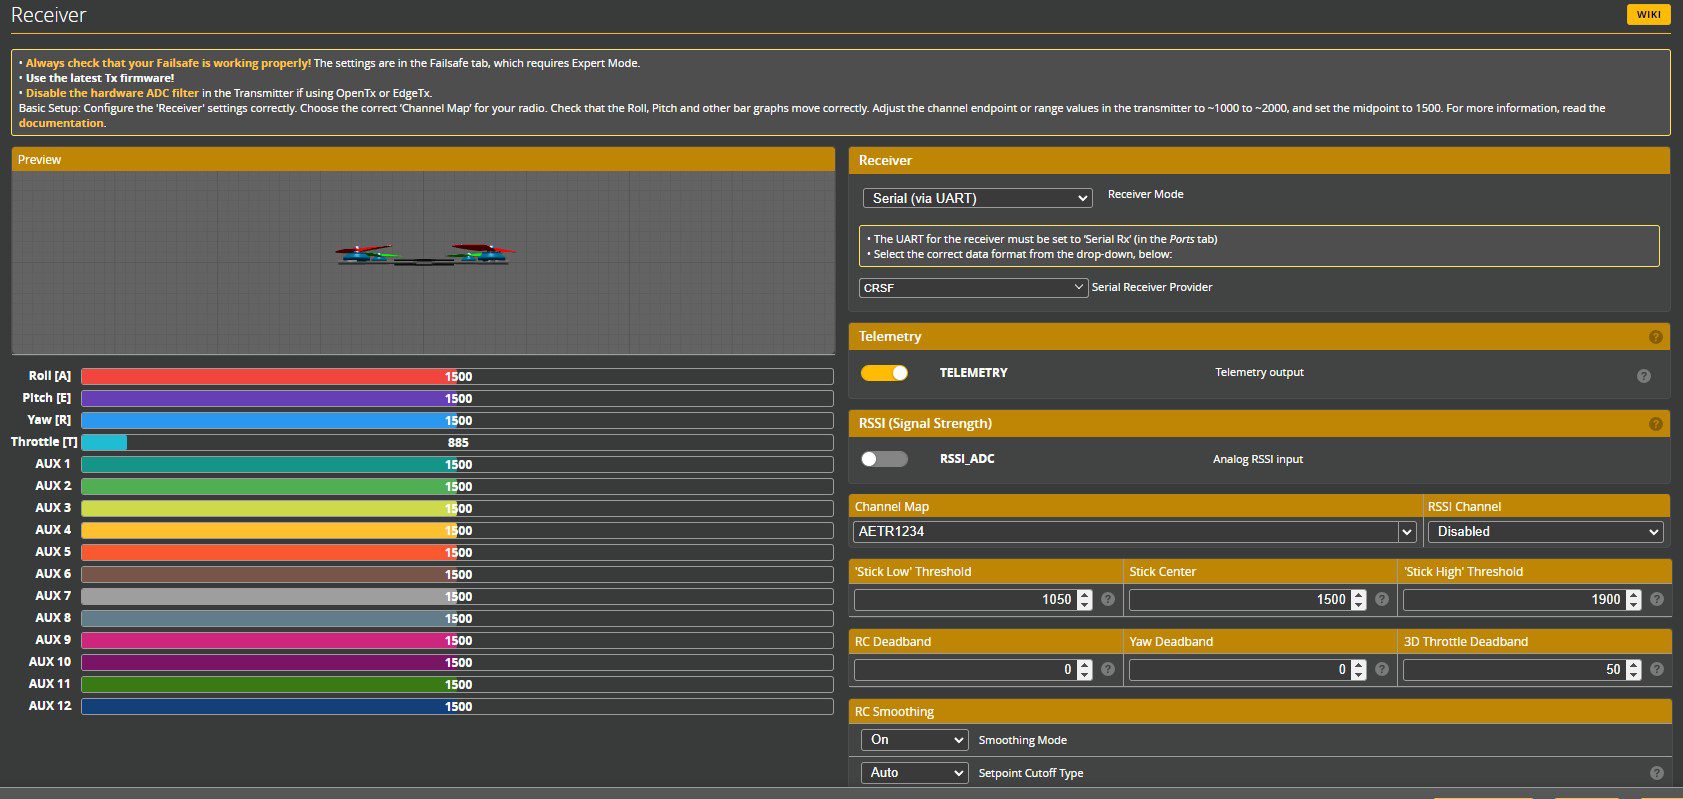 Receiver
WIKI
• Always check that your Failsafe is working properly! The settings are in the Failsafe tab, which requires Expert Mode.
• Use the latest Tx firmware!
• Disable the hardware ADC filter in the Transmitter if using OpenTx or EdgeTx.
Basic Setup: Configure the 'Receiver' settings correctly. Choose the correct 'Channel Map' for your radio. Check that the Roll, Pitch and other bar graphs move correctly. Adjust the channel endpoint or range values in the transmitter to ~1000 to ~2000, and set the midpoint to 1500. For more information, read the
documentation.
Preview
Roll [A] 1500
Pitch [E] 1500
Yaw [R] 1500
Throttle [T] 885
AUX 1 1500
AUX 2 1500
AUX 3 1500
AUX 4 1500
AUX 5 1500
AUX 6 1500
AUX 7 1500
AUX 8 1500
AUX 9 1500
AUX 10 1500
AUX 11 1500
AUX 12 1500
Receiver
Serial (via UART) Receiver Mode
• The UART for the receiver must be set to 'Serial Rx' (in the Ports tab)
• Select the correct data format from the drop-down, below:
CRSF Serial Receiver Provider
Telemetry ?
TELEMETRY Telemetry output ?
RSSI (Signal Strength) ?
RSSI_ADC Analog RSSI input
Channel Map RSSI Channel
AETR1234 Disabled
'Stick Low' Threshold Stick Center 'Stick High' Threshold
1050 ? 1500 ? 1900 ?
RC Deadband Yaw Deadband 3D Throttle Deadband
0 ? 0 ? 50 ?
RC Smoothing
On Smoothing Mode
Auto Setpoint Cutoff Type ?